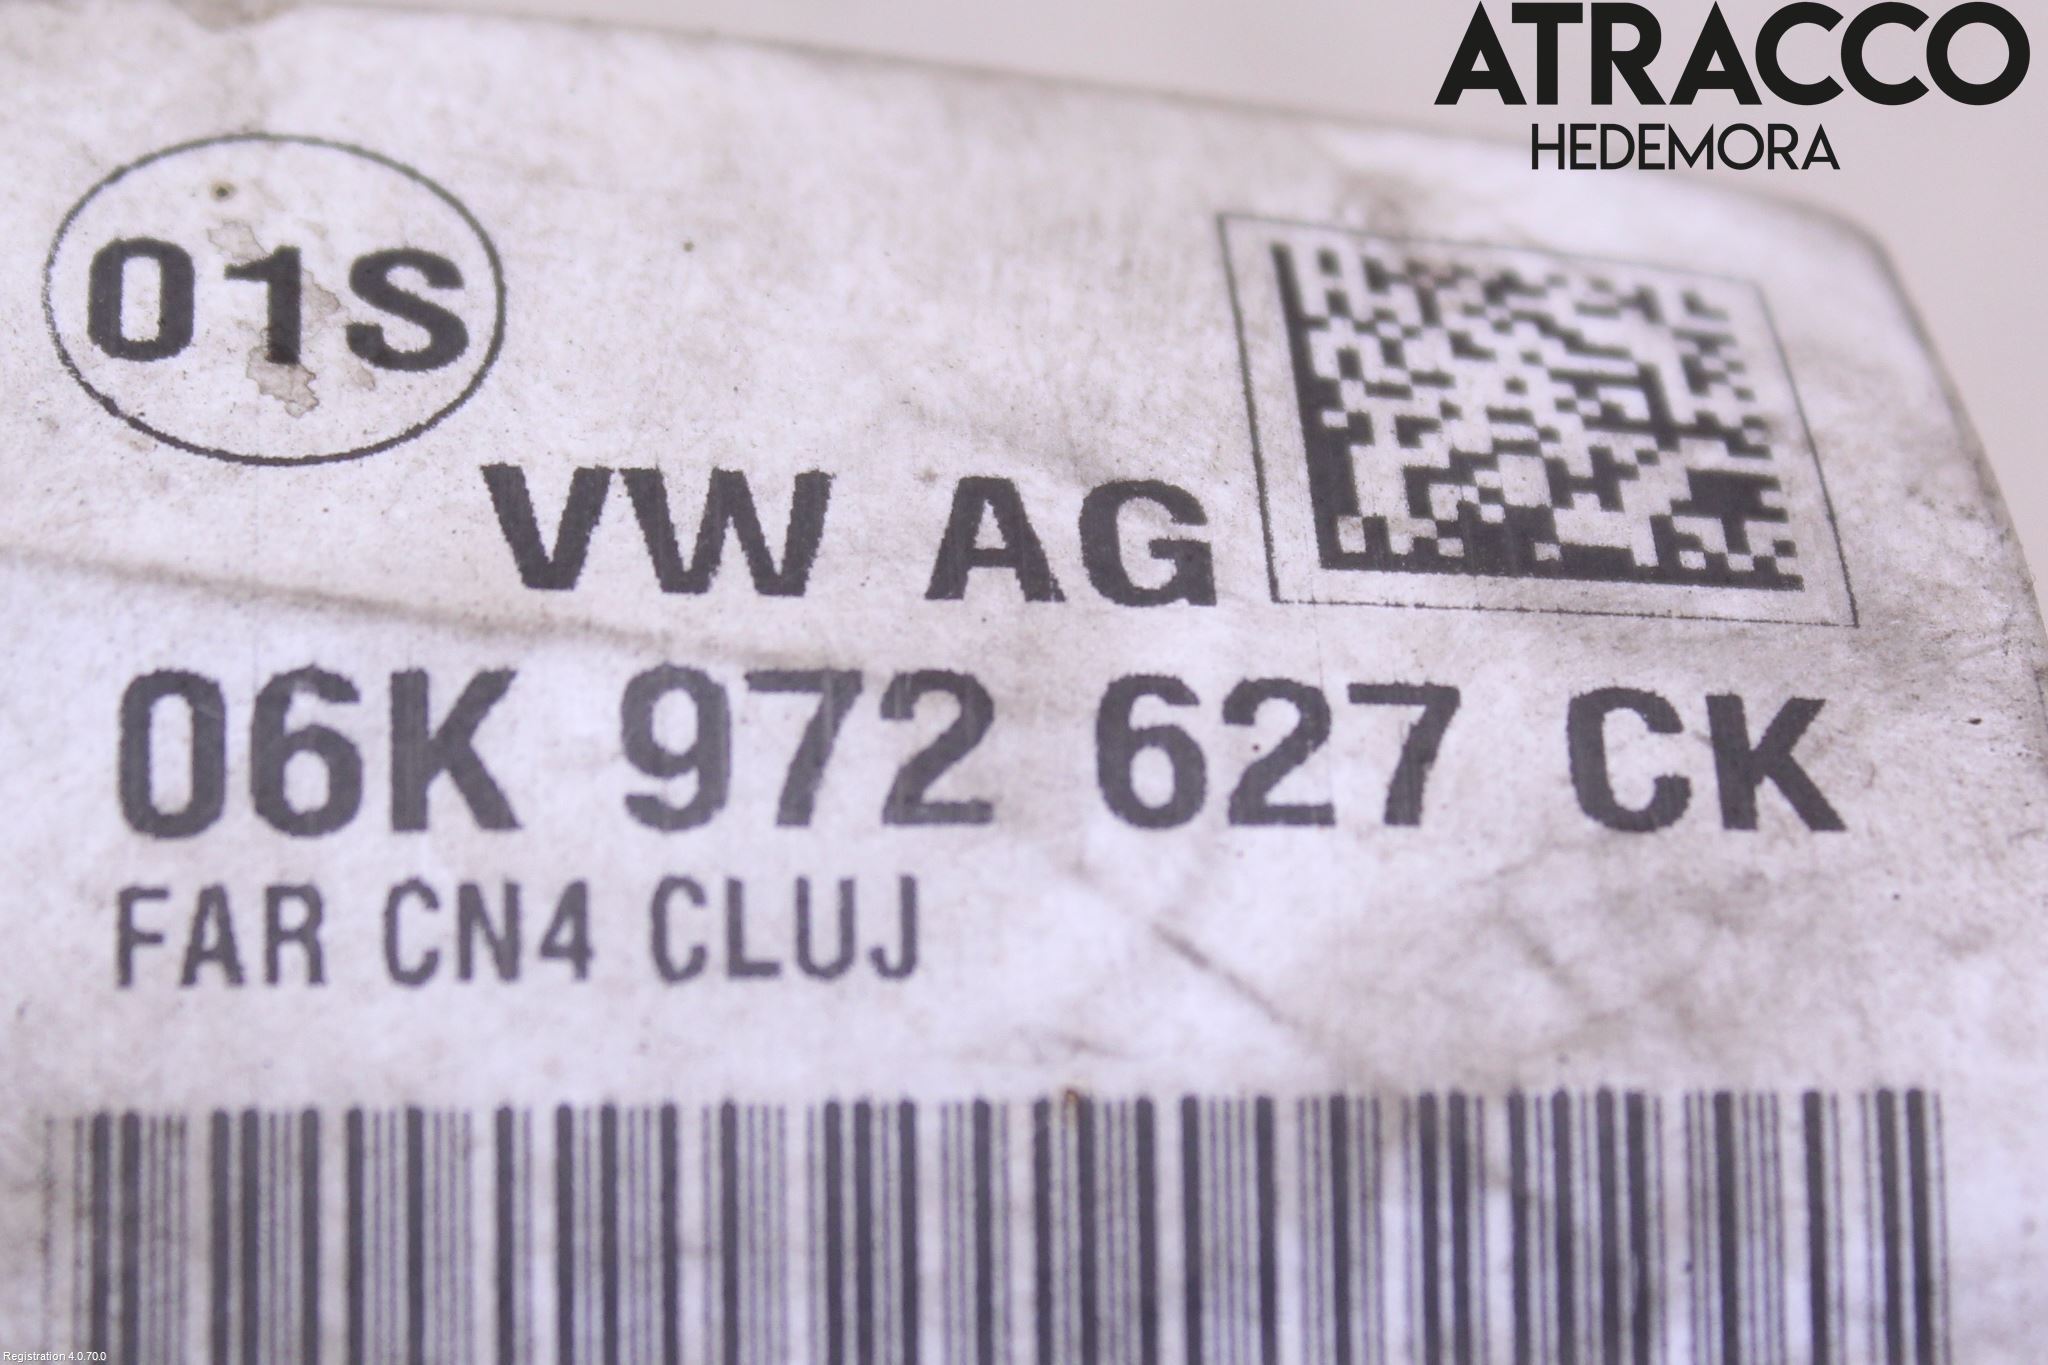 ATRACCO
HEDEMORA
01S
VW AG
06K 972 627 CK
FAR CN4 CLUJ
Registration 4.0.70.0